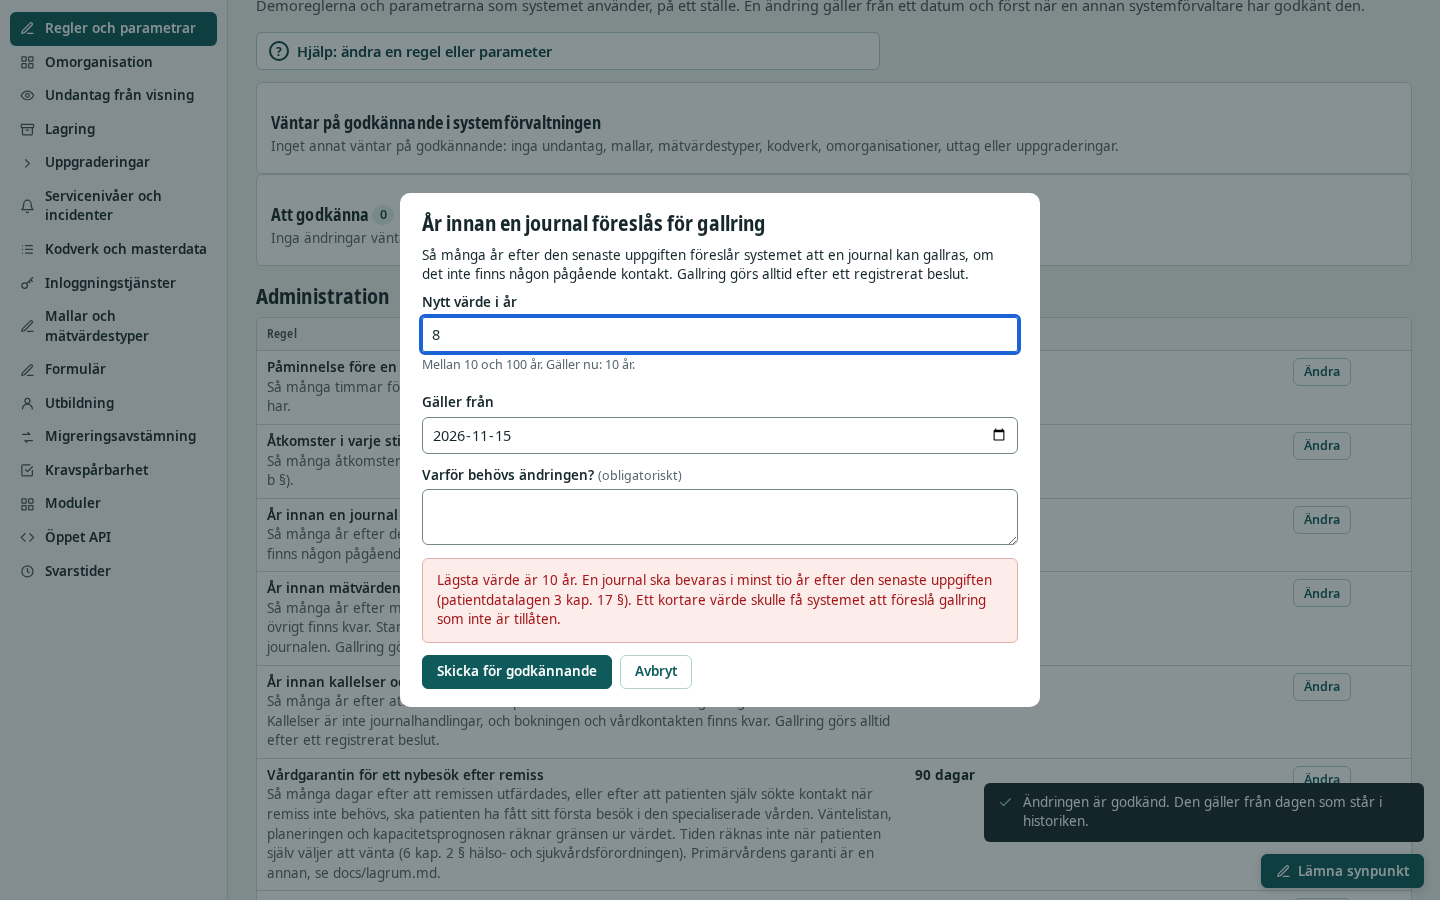 Demoreglerna och parametrarna som systemet använder, på ett ställe. En ändring gäller från ett datum och först när en annan systemförvaltare har godkänt den.
Regler och parametrar
Omorganisation
Undantag från visning
Lagring
Uppgraderingar
Servicenivåer och
incidenter
Kodverk och masterdata
Inloggningstjänster
Mallar och
mätvärdestyper
Formulär
Utbildning
Migreringsavstämning
Kravspårbarhet
Moduler
Öppet API
Svarstider
? Hjälp: ändra en regel eller parameter
Väntar på godkännande i systemförvaltningen
Inget annat väntar på godkännande: inga undantag, mallar, mätvärdestyper, kodverk, omorganisationer, uttag eller uppgraderingar.
Att godkänna 0
Inga ändringar vänt
Administration
Regel
Påminnelse före en
Så många timmar fö
har.
Ändra
Åtkomster i varje sti
Så många åtkomster
b §).
Ändra
År innan en journal
Så många år efter de
finns någon pågående
Ändra
År innan mätvärden
Så många år efter m
övrigt finns kvar. Star
journalen. Gallring gö
Ändra
År innan kallelser oc
Så många år efter at
Kallelser är inte journalhandlingar, och bokningen och vårdkontakten finns kvar. Gallring görs alltid
efter ett registrerat beslut.
Ändra
Vårdgarantin för ett nybesök efter remiss
90 dagar
Ändra
Så många dagar efter att remissen utfärdades, eller efter att patienten själv sökte kontakt när
remiss inte behövs, ska patienten ha fått sitt första besök i den specialiserade vården. Väntelistan,
planeringen och kapacitetsprognosen räknar gränsen ur värdet. Tiden räknas inte när patienten
själv väljer att vänta (6 kap. 2 § hälso- och sjukvårdsförordningen). Primärvårdens garanti är en
annan, se docs/lagrum.md.
År innan en journal föreslås för gallring
Så många år efter den senaste uppgiften föreslår systemet att en journal kan gallras, om
det inte finns någon pågående kontakt. Gallring görs alltid efter ett registrerat beslut.
Nytt värde i år
8
Mellan 10 och 100 år. Gäller nu: 10 år.
Gäller från
2026-11-15
Varför behövs ändringen? (obligatoriskt)
Lägsta värde är 10 år. En journal ska bevaras i minst tio år efter den senaste uppgiften
(patientdatalagen 3 kap. 17 §). Ett kortare värde skulle få systemet att föreslå gallring
som inte är tillåten.
Skicka för godkännande
Avbryt
Ändringen är godkänd. Den gäller från dagen som står i
historiken.
Lämna synpunkt